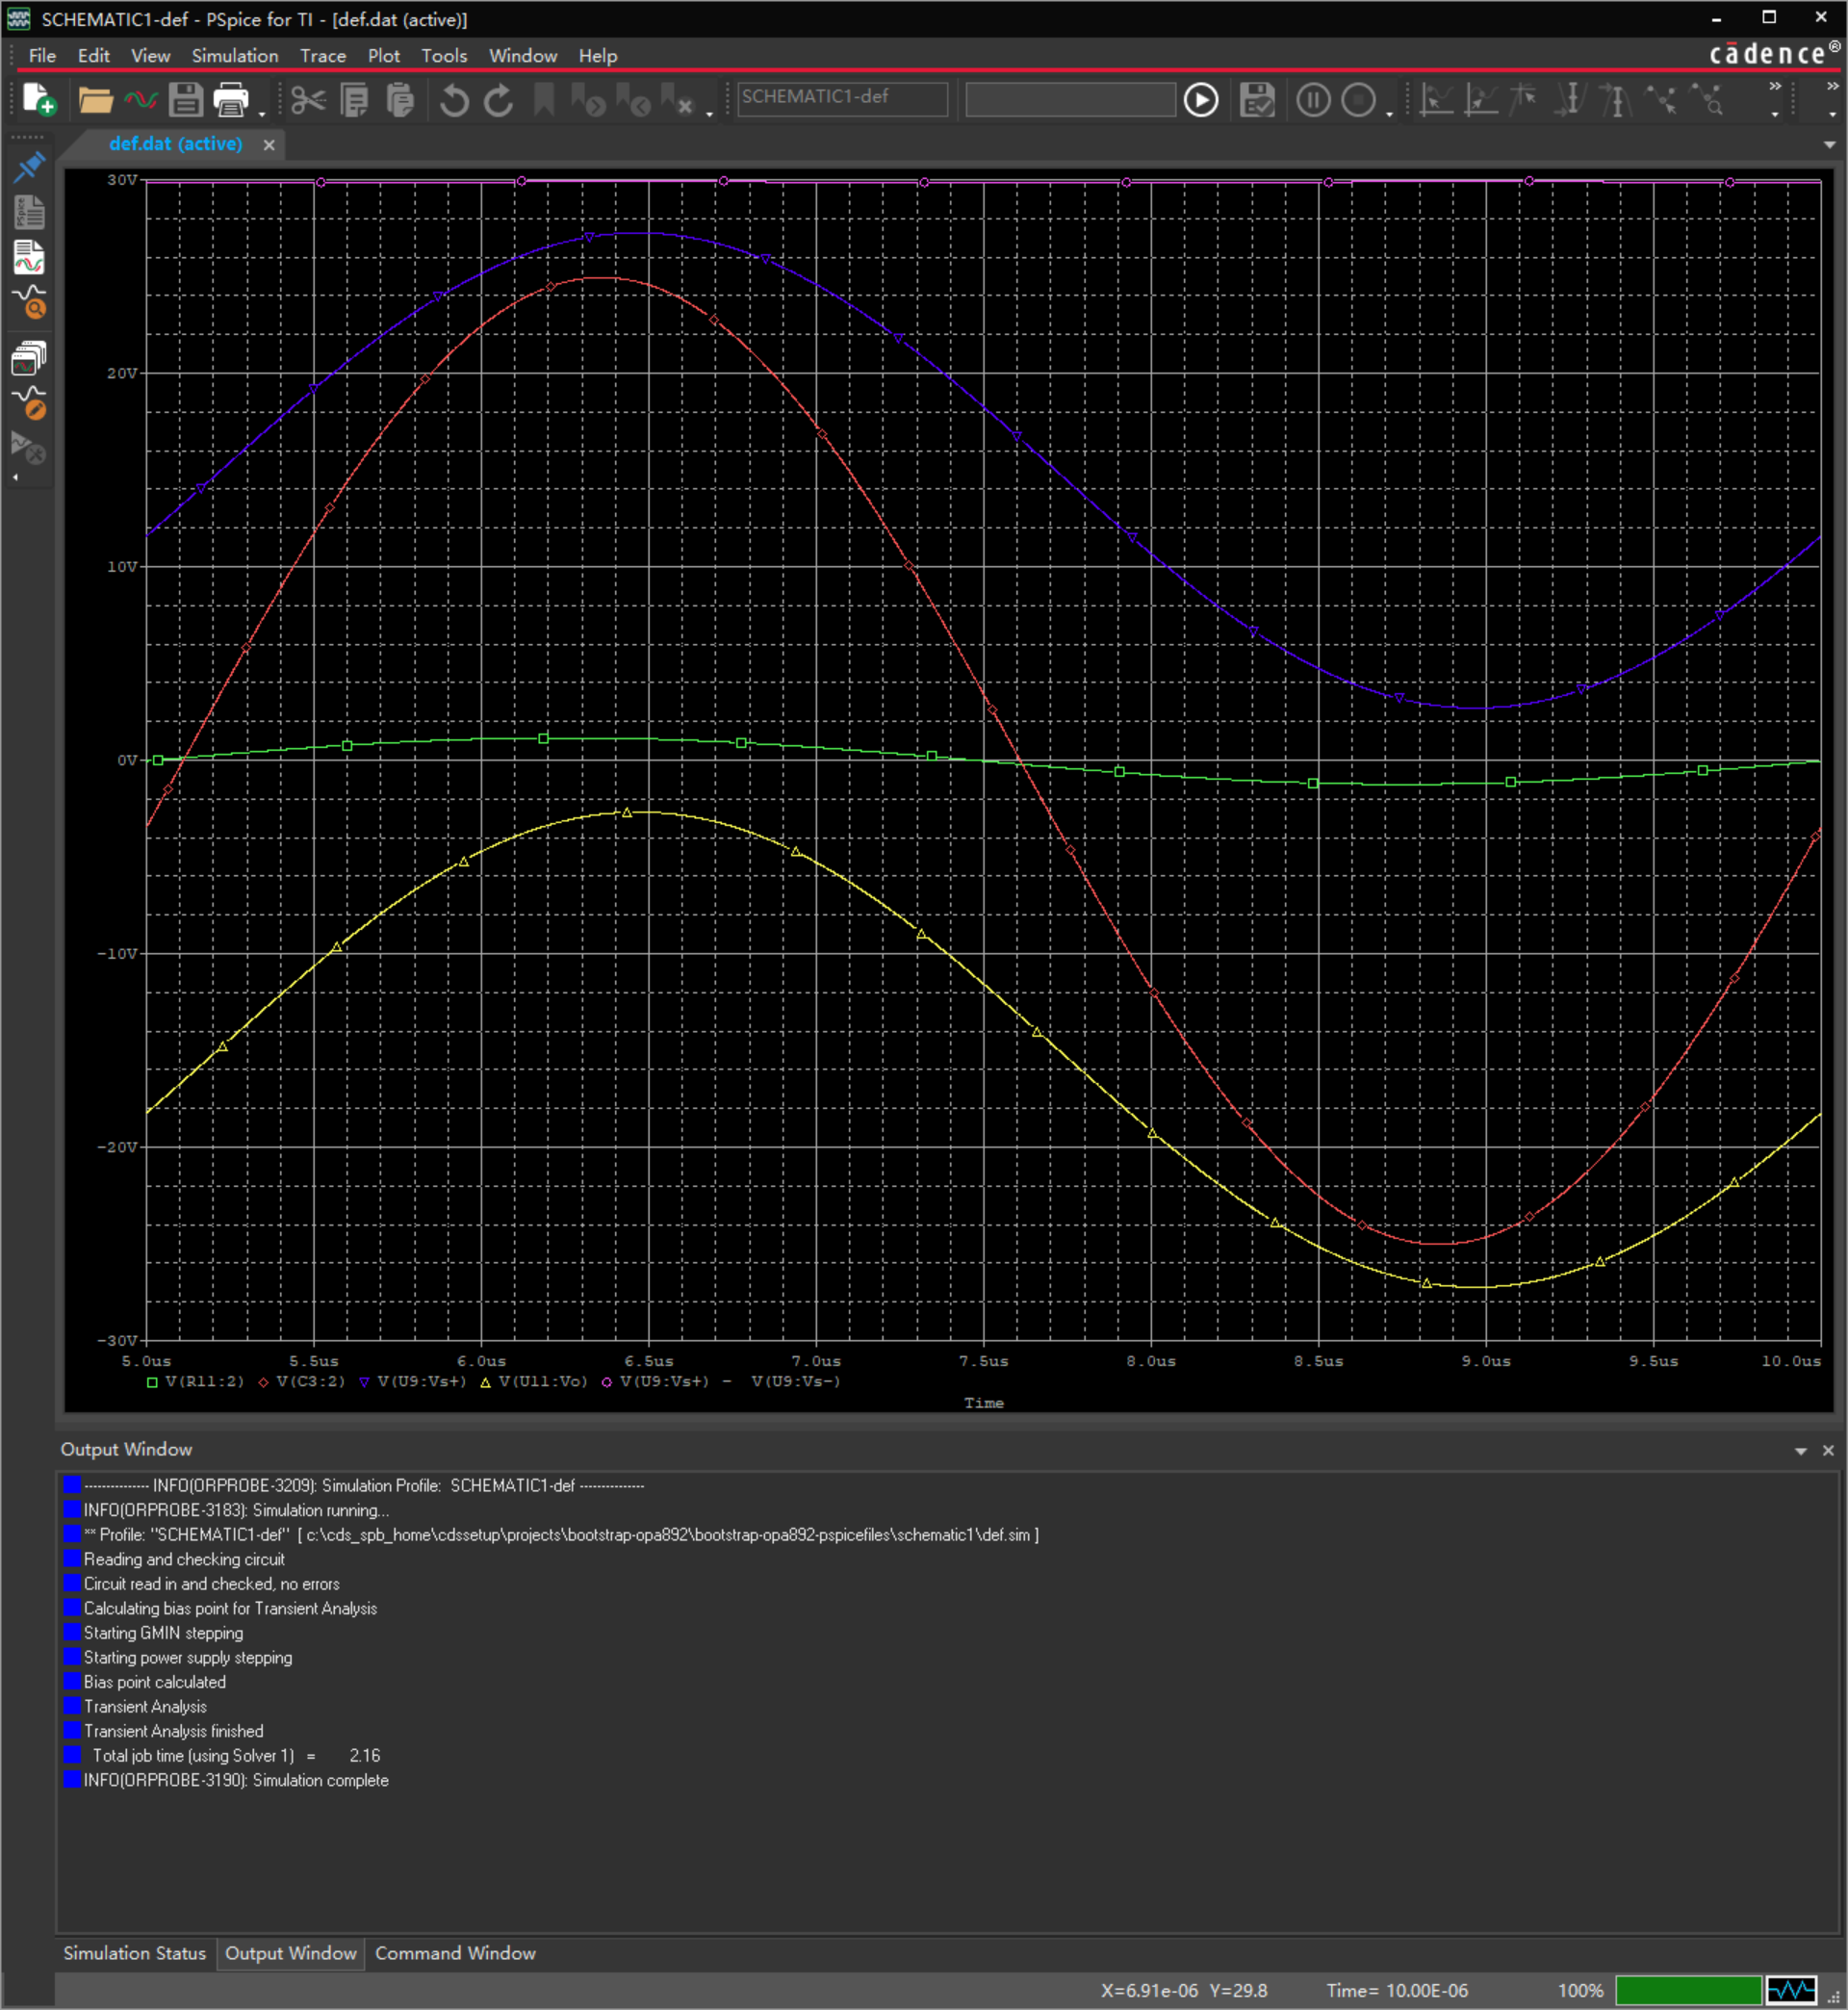 SCHEMATIC1-def - PSpice for TI - [def.dat (active)]
File Edit View Simulation Trace Plot Tools Window Help
cādence®
SCHEMATIC1-def
def.dat (active)
PSpice
30V
20V
10V
0V
-10V
-20V
-30V
5.0us 5.5us 6.0us 6.5us 7.0us 7.5us 8.0us 8.5us 9.0us 9.5us 10.0us
V(R11:2) V(C3:2) V(U9:Vs+) V(U11:Vo) V(U9:Vs+) - V(U9:Vs-)
Time
Output Window
-------------- INFO(ORPROBE-3209): Simulation Profile: SCHEMATIC1-def --------------
INFO(ORPROBE-3183): Simulation running...
** Profile: "SCHEMATIC1-def" [ c:\cds_spb_home\cdssetup\projects\bootstrap-opa892\bootstrap-opa892-pspicefiles\schematic1\def.sim ]
Reading and checking circuit
Circuit read in and checked, no errors
Calculating bias point for Transient Analysis
Starting GMIN stepping
Starting power supply stepping
Bias point calculated
Transient Analysis
Transient Analysis finished
Total job time (using Solver 1) = 2.16
INFO(ORPROBE-3190): Simulation complete
Simulation Status Output Window Command Window
X=6.91e-06 Y=29.8 Time= 10.00E-06 100%